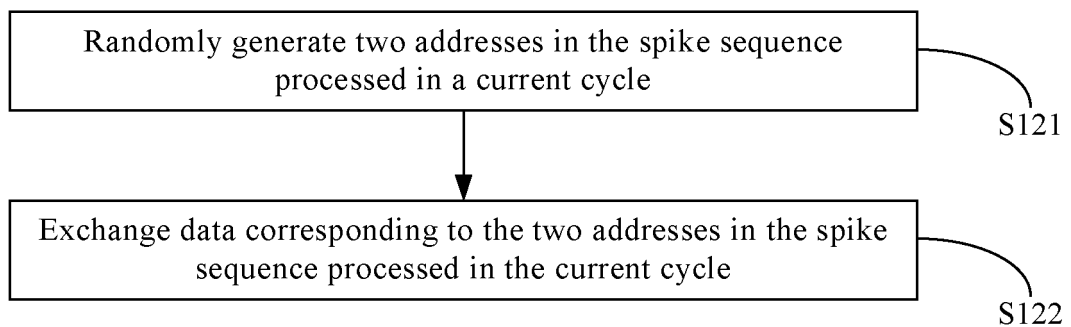 Randomly generate two addresses in the spike sequence
processed in a current cycle
S121
Exchange data corresponding to the two addresses in the spike
sequence processed in the current cycle
S122